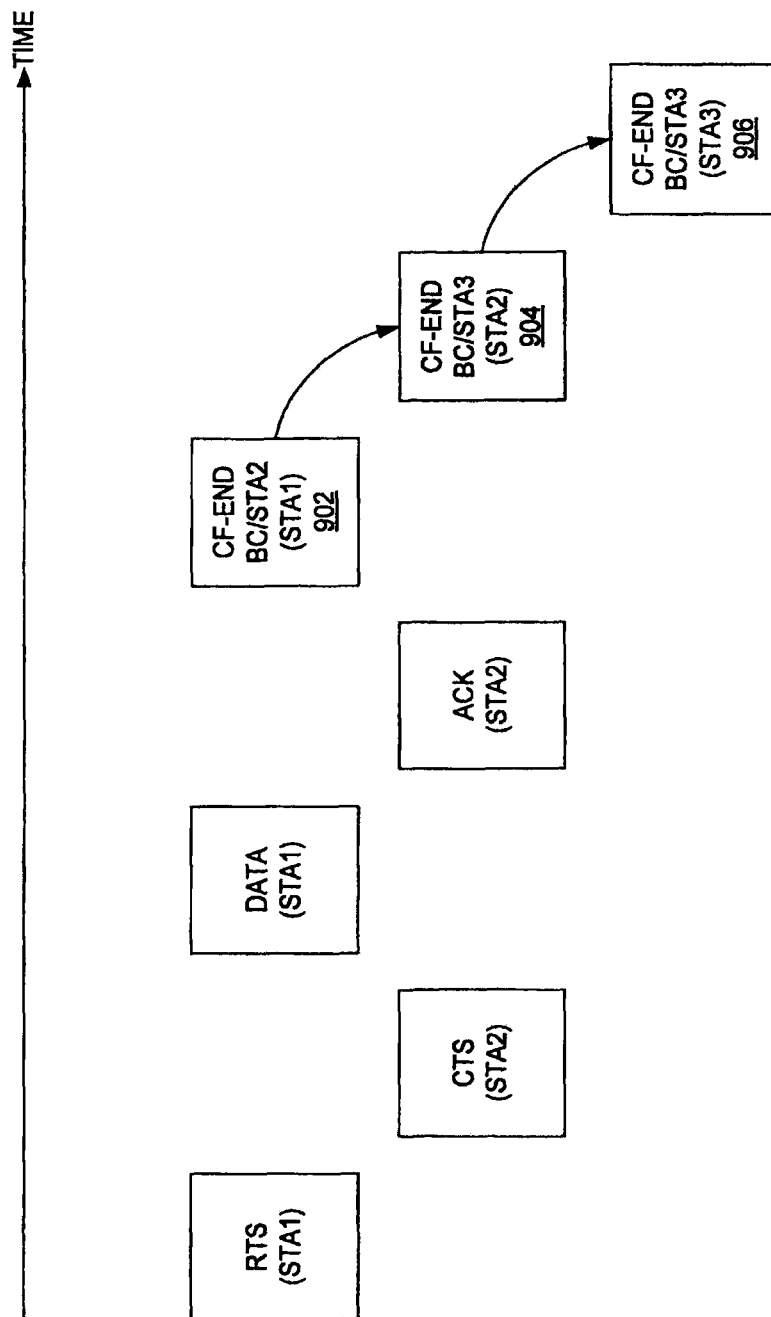 TIME
RTS
(STA1)
CTS
(STA2)
DATA
(STA1)
ACK
(STA2)
CF-END
BC/STA2
(STA1)
902
CF-END
BC/STA3
(STA2)
904
CF-END
BC/STA3
(STA3)
906